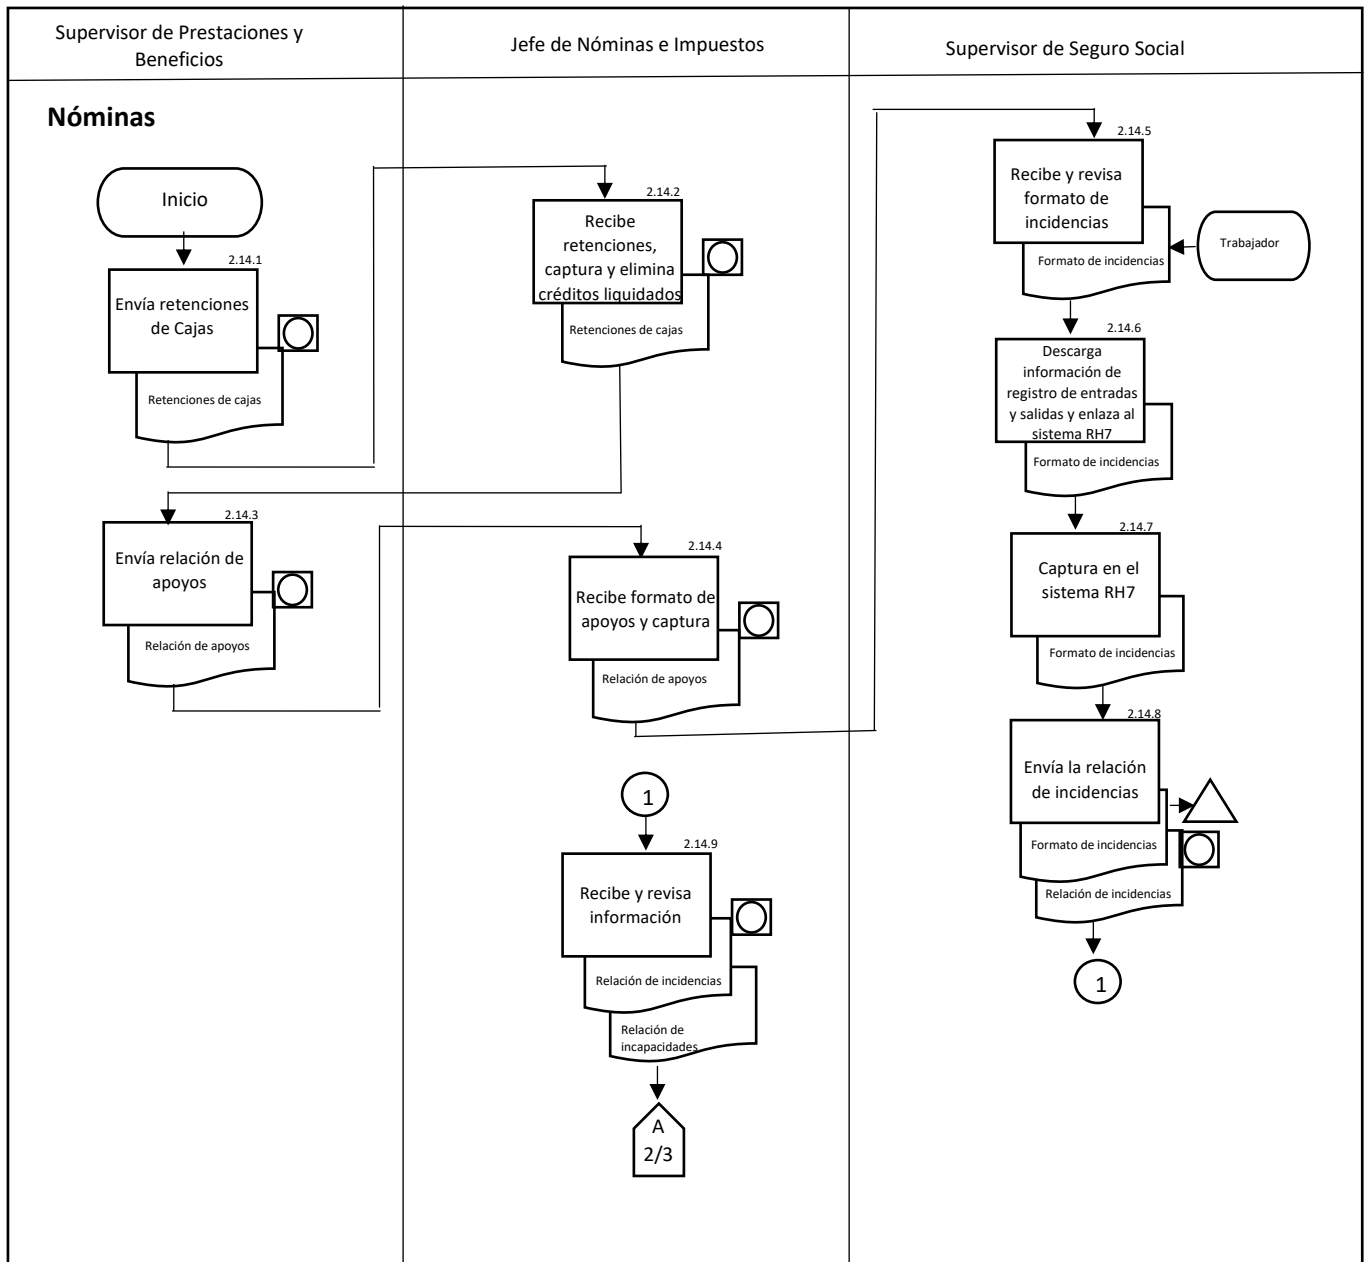 Supervisor de Prestaciones y
Beneficios
Jefe de Nóminas e Impuestos
Supervisor de Seguro Social
Nóminas
Inicio
2.14.1
Envía retenciones
de Cajas
Retenciones de cajas
2.14.2
Recibe
retenciones,
captura y elimina
créditos liquidados
Retenciones de cajas
2.14.3
Envía relación de
apoyos
Relación de apoyos
2.14.4
Recibe formato de
apoyos y captura
Relación de apoyos
2.14.5
Recibe y revisa
formato de
incidencias
Formato de incidencias
Trabajador
2.14.6
Descarga
información de
registro de entradas
y salidas y enlaza al
sistema RH7
Formato de incidencias
2.14.7
Captura en el
sistema RH7
Formato de incidencias
2.14.8
Envía la relación
de incidencias
Formato de incidencias
Relación de incidencias
1
1
2.14.9
Recibe y revisa
información
Relación de incidencias
Relación de
incapacidades
A
2/3